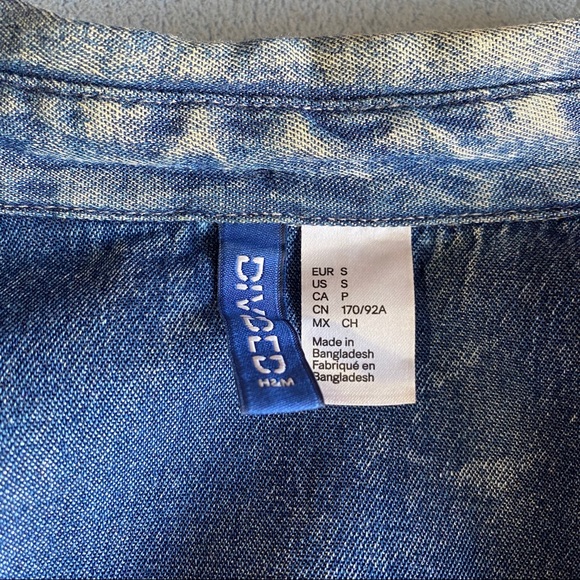 DIVIDED
H&M
EUR S
US S
CA P
CN 170/92A
MX CH
Made in
Bangladesh
Fabriqué en
Bangladesh